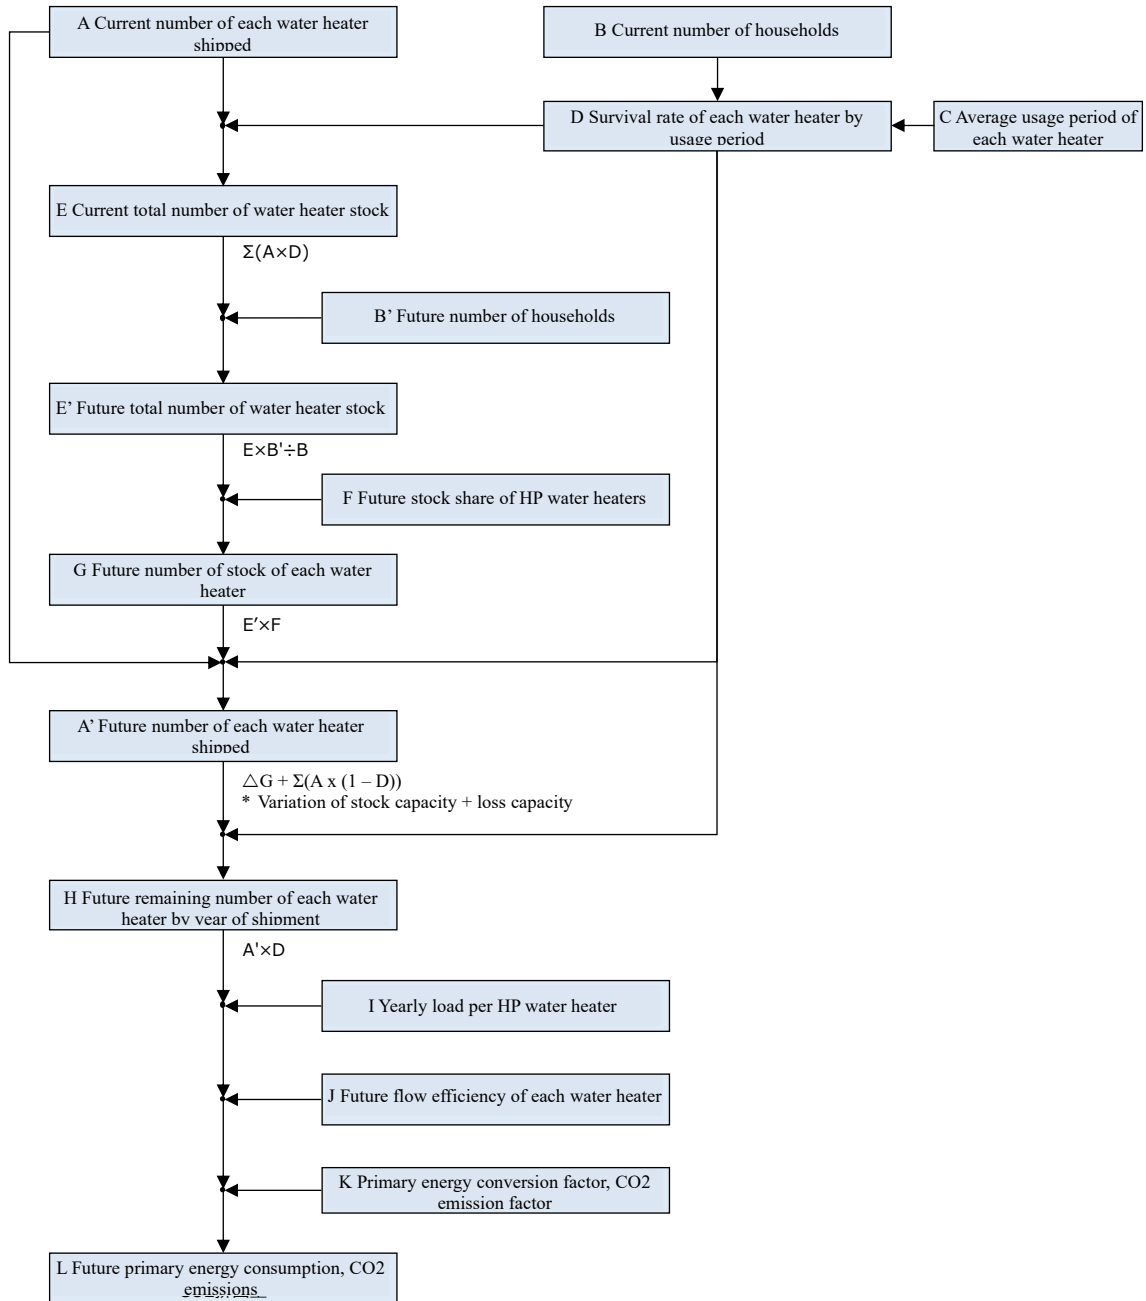 A Current number of each water heater
shipped
B Current number of households
D Survival rate of each water heater by
usage period
C Average usage period of
each water heater
E Current total number of water heater stock
Σ(A×D)
B’ Future number of households
E’ Future total number of water heater stock
E×B'÷B
F Future stock share of HP water heaters
G Future number of stock of each water
heater
E’×F
A’ Future number of each water heater
shipped
△G + Σ(A x (1 – D))
* Variation of stock capacity + loss capacity
H Future remaining number of each water
heater by year of shipment
A'×D
I Yearly load per HP water heater
J Future flow efficiency of each water heater
K Primary energy conversion factor, CO2
emission factor
L Future primary energy consumption, CO2
emissions